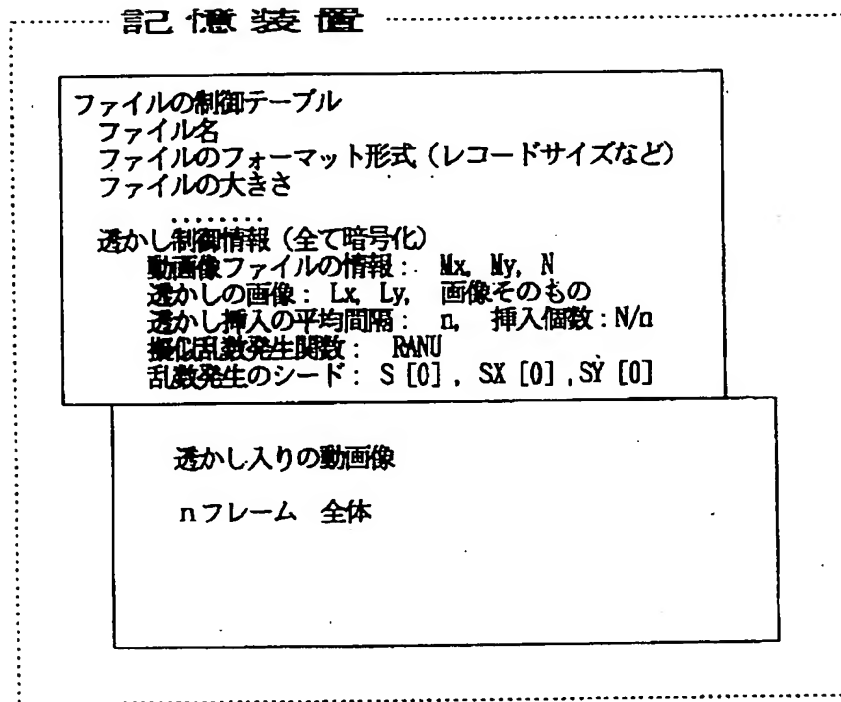 記憶装置
ファイルの制御テーブル
ファイル名
ファイルのフォーマット形式（レコードサイズなど）
ファイルの大きさ
………
透かし制御情報（全て暗号化）
動画像ファイルの情報： Mx, My, N
透かしの画像：Lx, Ly, 画像そのもの
透かし挿入の平均間隔： n, 挿入個数：N/n
擬似乱数発生関数： RANU
乱数発生のシード：S [0] , SX [0] , SY [0]
透かし入りの動画像
nフレーム 全体